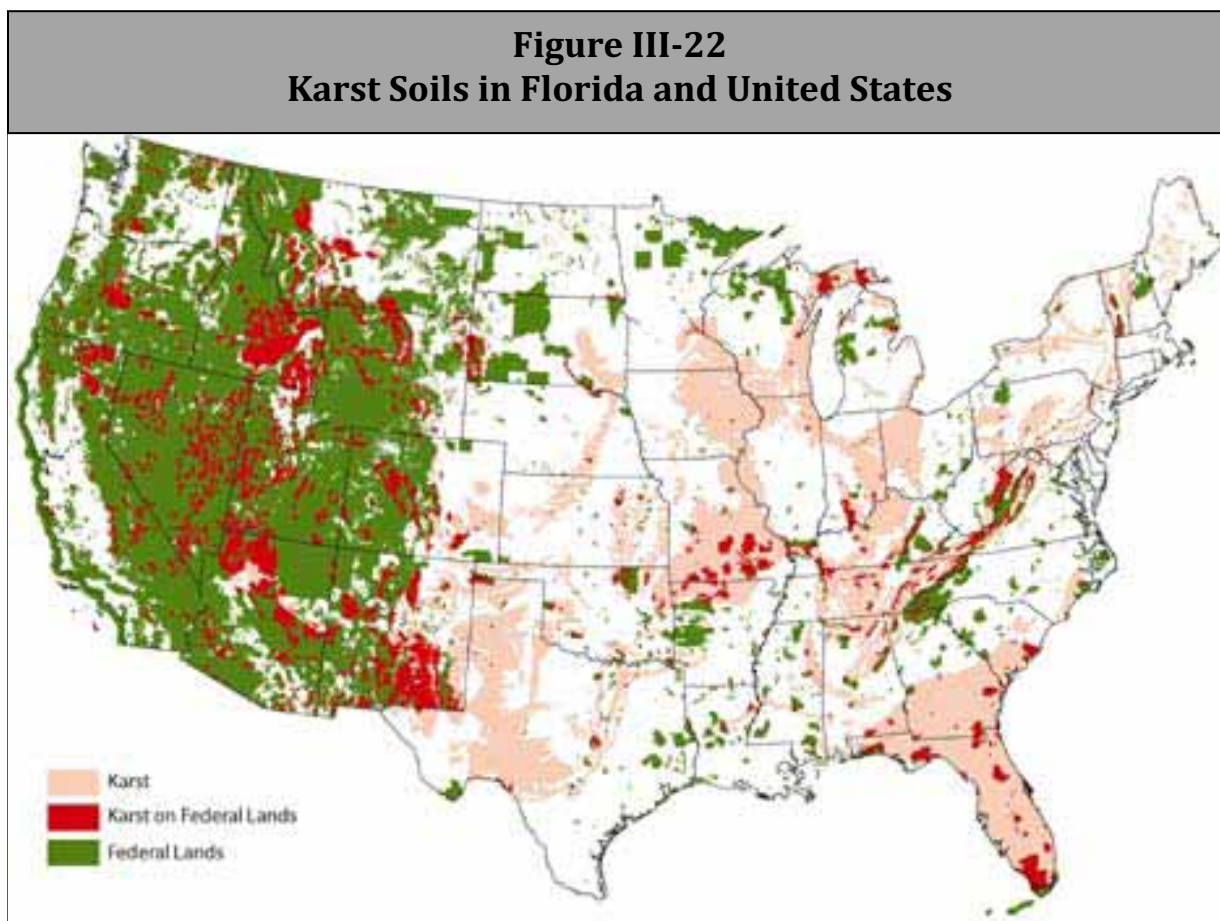 Figure III-22
Karst Soils in Florida and United States
Karst
Karst on Federal Lands
Federal Lands